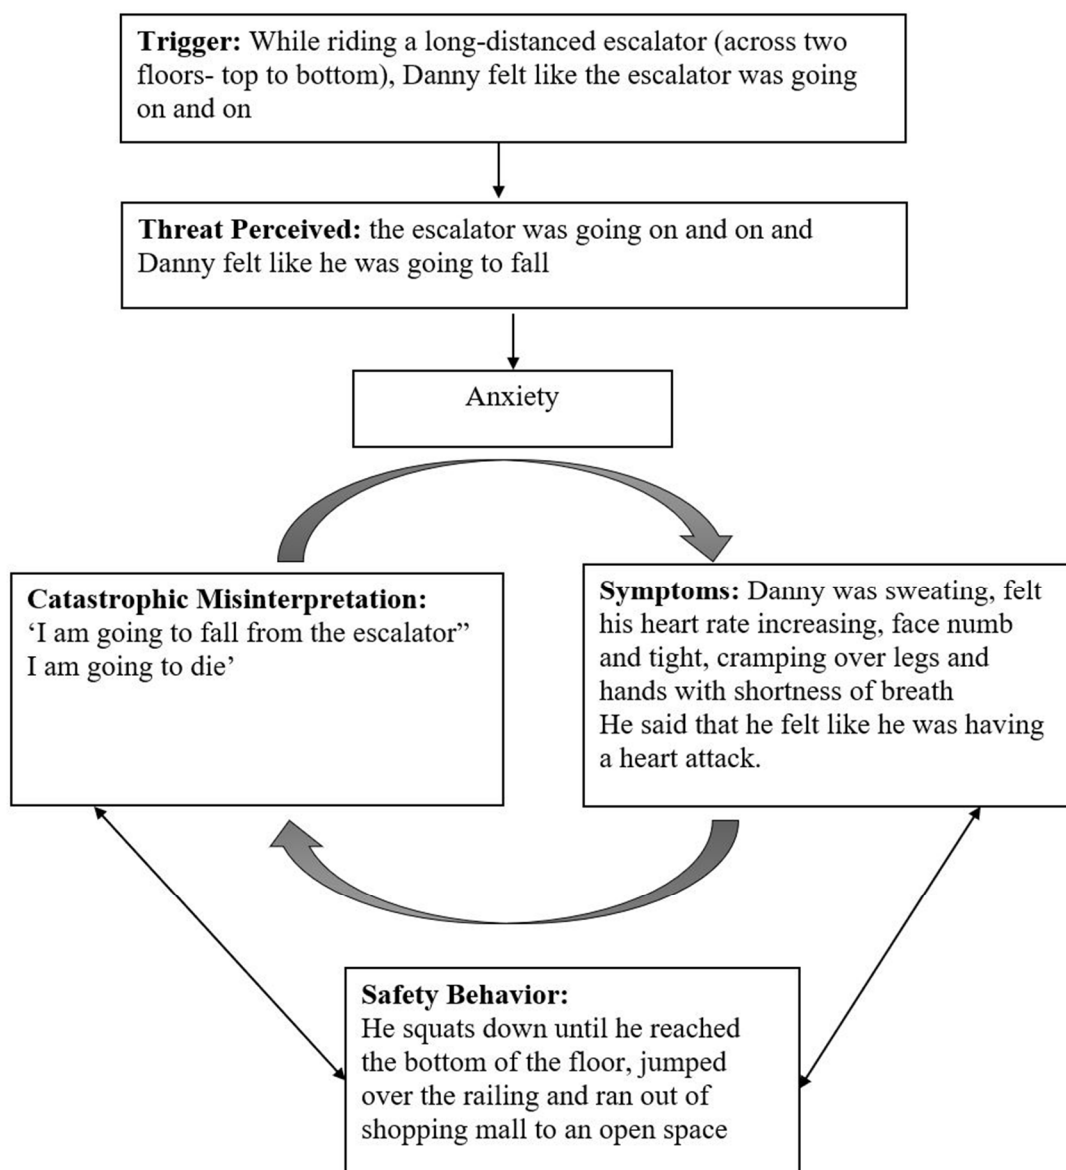 Trigger: While riding a long-distanced escalator (across two
floors- top to bottom), Danny felt like the escalator was going
on and on
Threat Perceived: the escalator was going on and on and
Danny felt like he was going to fall
Anxiety
Catastrophic Misinterpretation:
‘I am going to fall from the escalator”
I am going to die’
Symptoms: Danny was sweating, felt
his heart rate increasing, face numb
and tight, cramping over legs and
hands with shortness of breath
He said that he felt like he was having
a heart attack.
Safety Behavior:
He squats down until he reached
the bottom of the floor, jumped
over the railing and ran out of
shopping mall to an open space